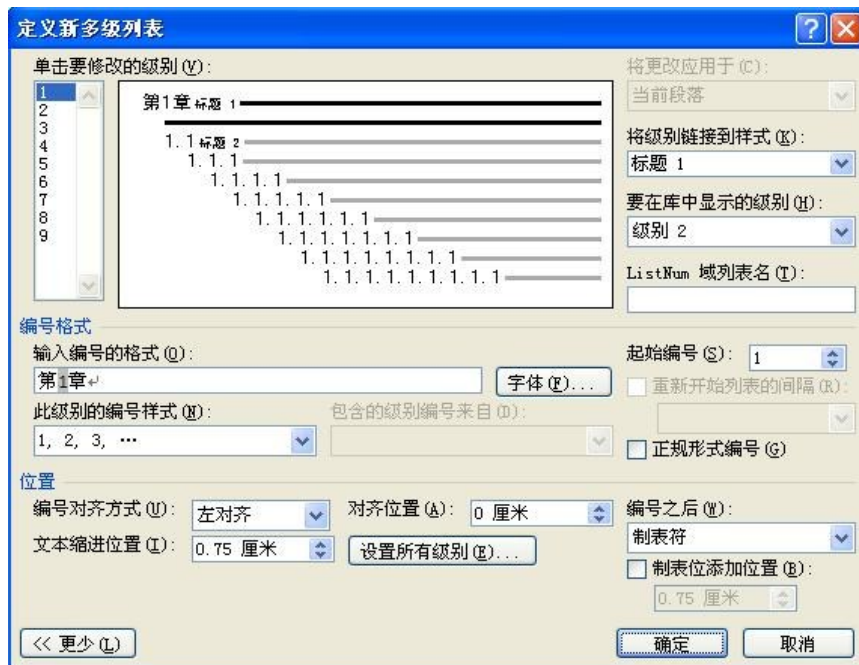 定义新多级列表
单击要修改的级别(V):
1
2
3
4
5
6
7
8
9
第1章标题 1
1.1标题 2
1.1.1
1.1.1.1
1.1.1.1.1
1.1.1.1.1.1
1.1.1.1.1.1.1
1.1.1.1.1.1.1.1
1.1.1.1.1.1.1.1.1
将更改应用于(C):
当前段落
将级别链接到样式(K):
标题 1
要在库中显示的级别(H):
级别 2
ListNum 域列表名(T):
编号格式
输入编号的格式(O):
第1章↵
字体(F)...
起始编号(S): 1
重新开始列表的间隔(R):
此级别的编号样式(N):
1, 2, 3, …
包含的级别编号来自(D):
正规形式编号(G)
位置
编号对齐方式(U): 左对齐
对齐位置(A): 0 厘米
编号之后(W):
制表符
文本缩进位置(I): 0.75 厘米
设置所有级别(E)...
制表位添加位置(B):
0.75 厘米
<< 更少(L)
确定
取消